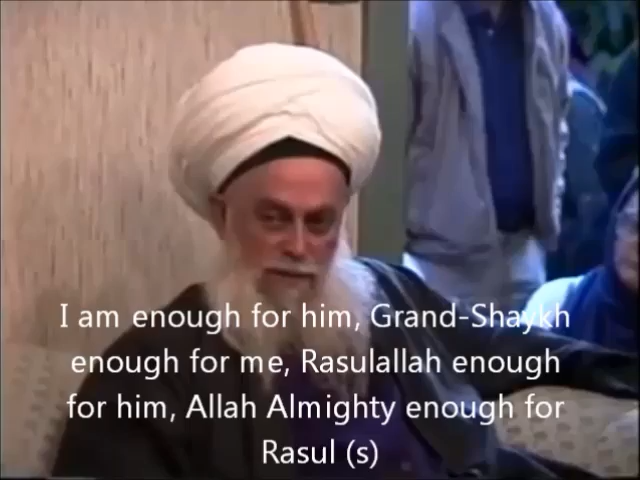 I am enough for him, Grand-Shaykh
enough for me, Rasulallah enough
for him, Allah Almighty enough for
Rasul (s)